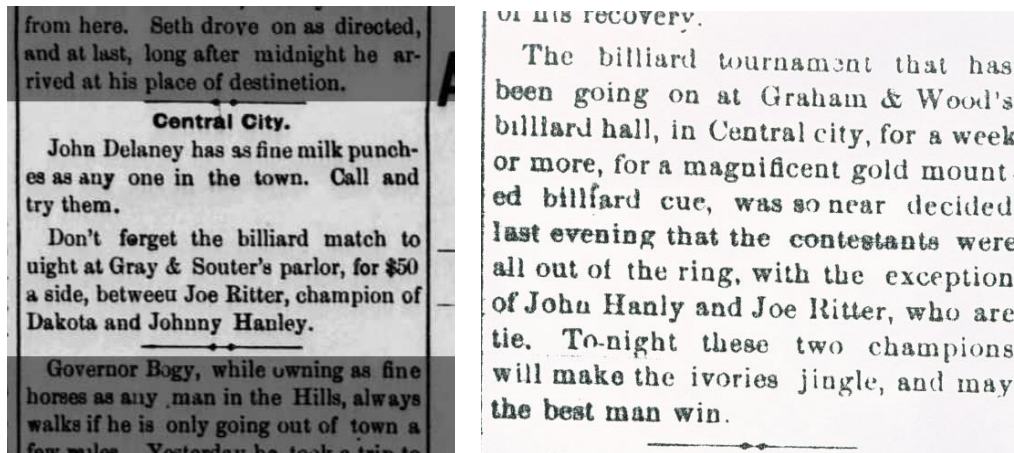 from here. Seth drove on as directed,
and at last, long after midnight he ar-
rived at his place of destinetion.
Central City.
John Delaney has as fine milk punch-
es as any one in the town. Call and
try them.
Don't forget the billiard match to
uight at Gray & Souter's parlor, for $50
a side, betweeu Joe Ritter, champion of
Dakota and Johnny Hanley.
Governor Bogy, while owning as fine
horses as any man in the Hills, always
walks if he is only going out of town a
few miles. Yesterday he took a trip to
of his recovery.
The billiard tournament that has
been going on at Graham & Wood's
billiard hall, in Central city, for a week
or more, for a magnificent gold mount
ed billiard cue, was so near decided
last evening that the contestants were
all out of the ring, with the exception
of John Hanly and Joe Ritter, who are
tie. To-night these two champions
will make the ivories jingle, and may
the best man win.